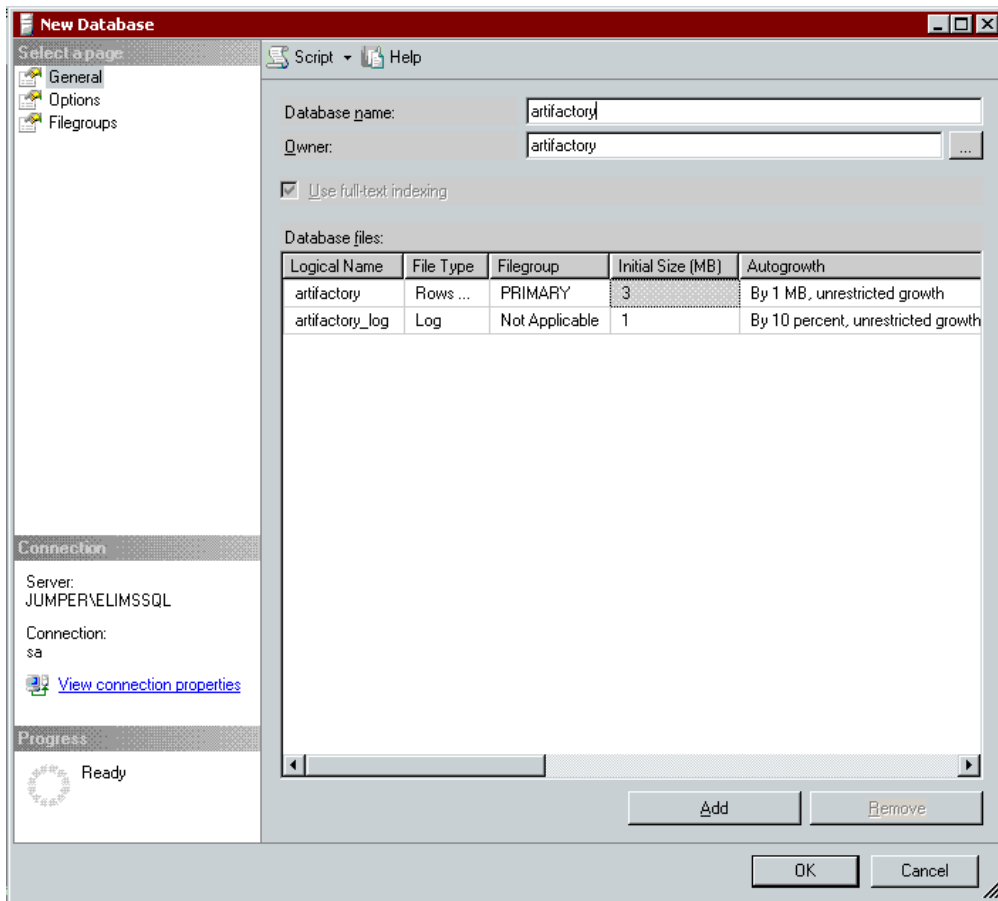 New Database
Select a page
General
Options
Filegroups
Script Help
Database name: artifactory
Owner: artifactory ...
Use full-text indexing
Database files:
Logical Name File Type Filegroup Initial Size (MB) Autogrowth
artifactory Rows ... PRIMARY 3 By 1 MB, unrestricted growth
artifactory_log Log Not Applicable 1 By 10 percent, unrestricted growth
Connection
Server:
JUMPER\ELIMSSQL
Connection:
sa
View connection properties
Progress
Ready
Add Remove
OK Cancel